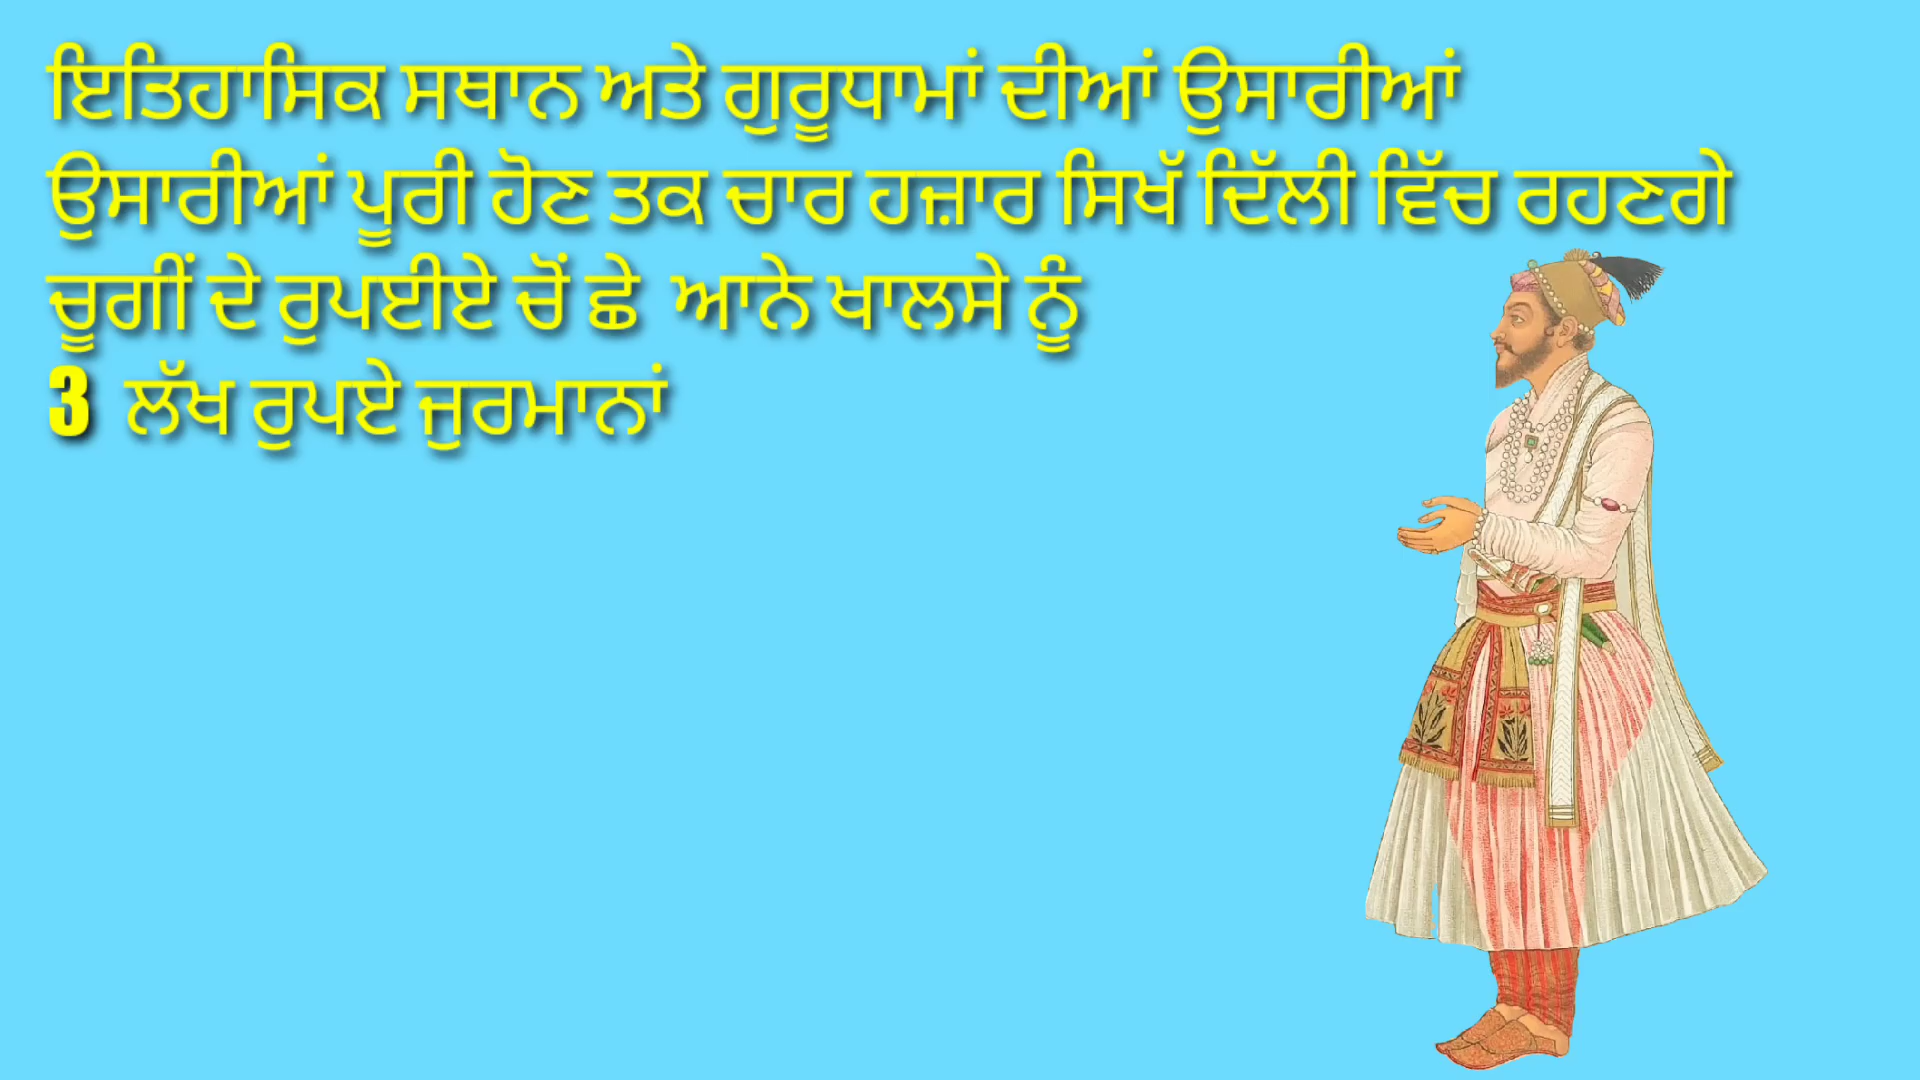 ਇਤਿਹਾਸਿਕ ਸਥਾਨ ਅਤੇ ਗੁਰੂਧਾਮਾਂ ਦੀਆਂ ਉਸਾਰੀਆਂ
ਉਸਾਰੀਆਂ ਪੂਰੀ ਹੋਣ ਤਕ ਚਾਰ ਹਜ਼ਾਰ ਸਿਖੱ ਦਿੱਲੀ ਵਿੱਚ ਰਹਣਗੇ
ਚੂਗੀਂ ਦੇ ਰੁਪਈਏ ਚੋਂ ਛੇ ਆਨੇ ਖਾਲਸੇ ਨੂੰ
3 ਲੱਖ ਰੁਪਏ ਜੁਰਮਾਨਾਂ